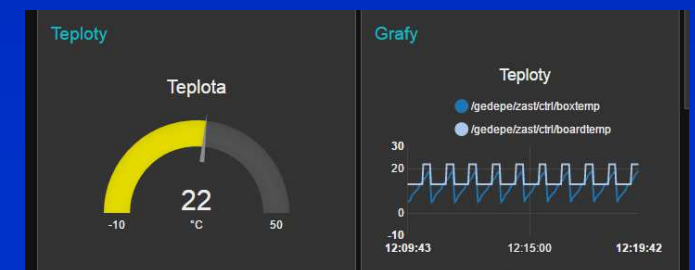 Teploty
Teplota
22
°C
-10
50
Grafy
Teploty
/gedepe/zast/ctrl/boxtemp
/gedepe/zast/ctrl/boardtemp
30
20
0
-10
12:09:43
12:15:00
12:19:42